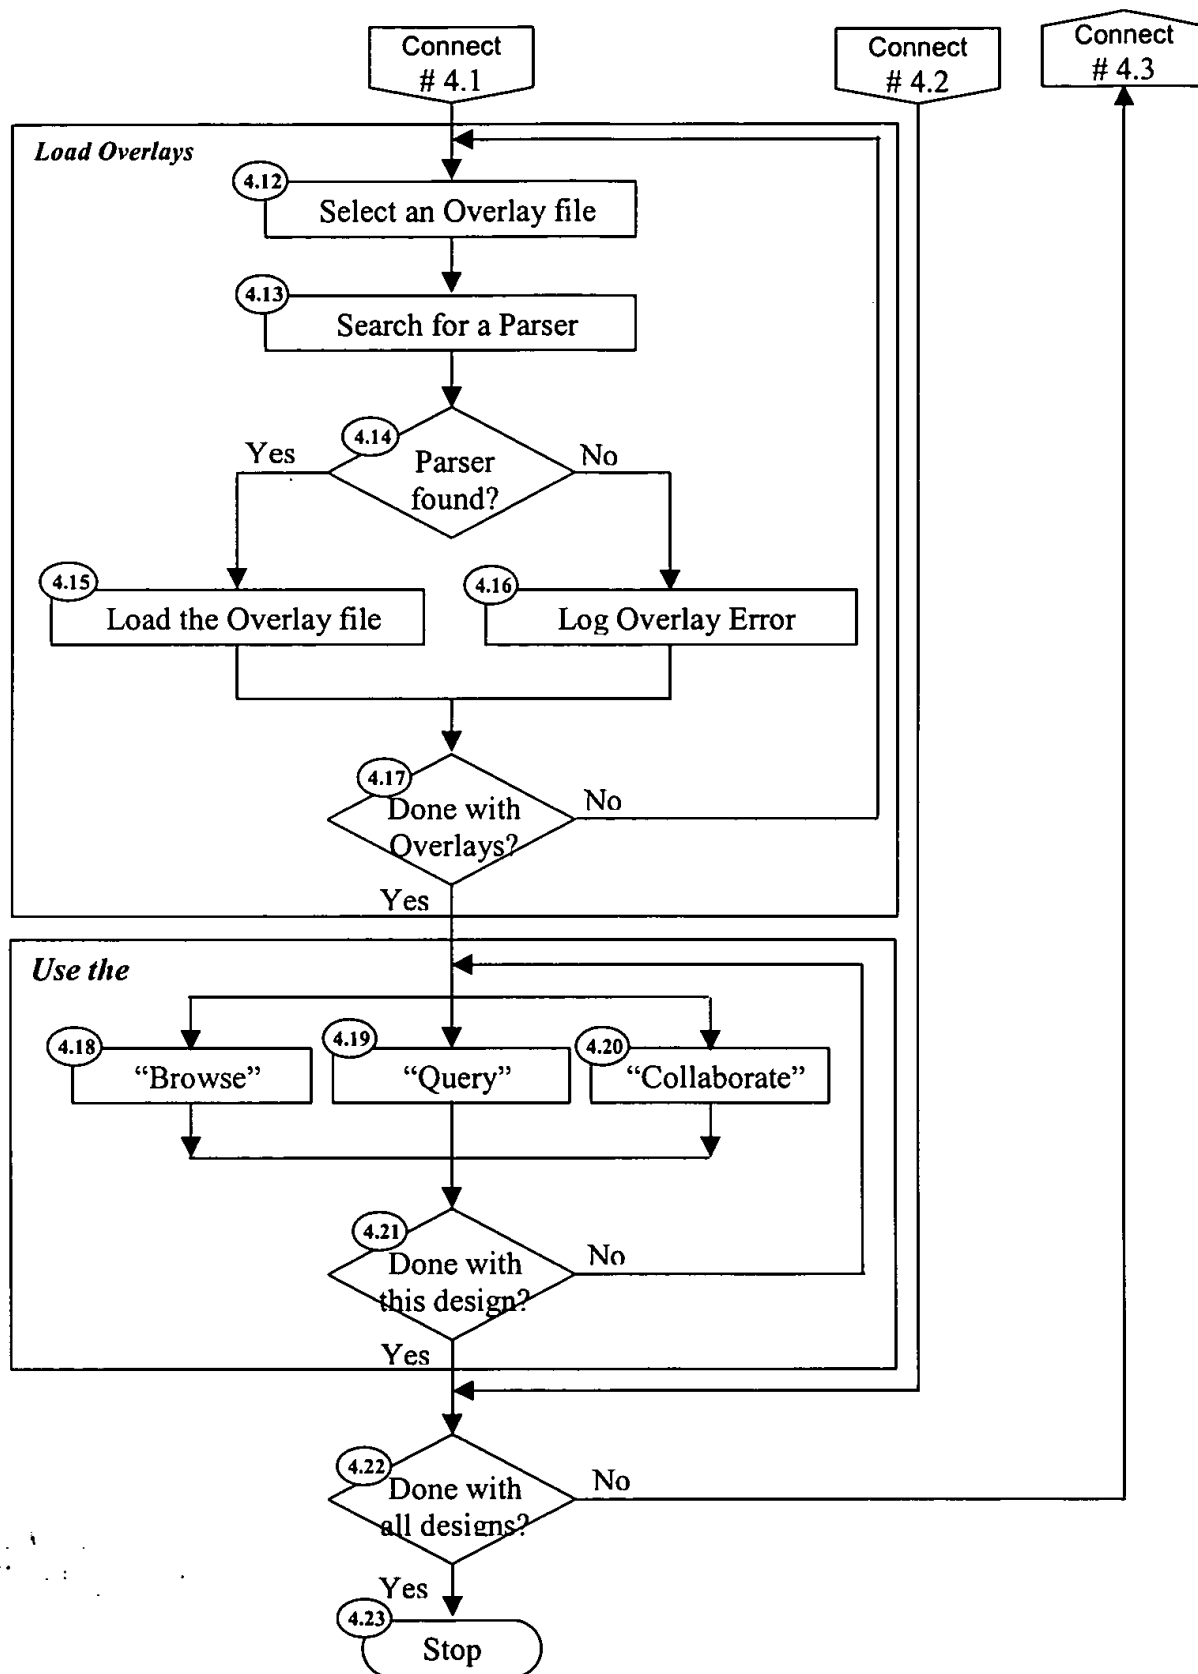 Connect
# 4.1
Connect
# 4.2
Connect
# 4.3
Load Overlays
4.12
Select an Overlay file
4.13
Search for a Parser
4.14
Yes
No
Parser
found?
4.15
Load the Overlay file
4.16
Log Overlay Error
4.17
No
Done with
Overlays?
Yes
Use the
4.18
“Browse”
4.19
“Query”
4.20
“Collaborate”
4.21
No
Done with
this design?
Yes
4.22
No
Done with
all designs?
Yes
4.23
Stop